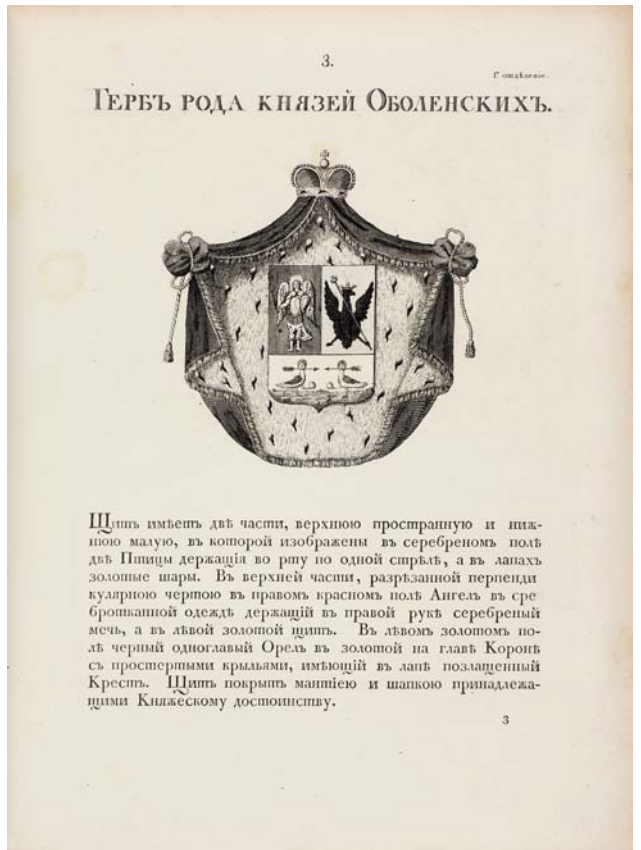 3.
Iᵉ отдѣленіе.
Гербъ рода князей Оболенскихъ.
Щитъ имѣетъ двѣ части, верхнюю пространную и ниж-
нюю малую, въ которой изображены въ серебреномъ полѣ
двѣ Птицы держащія во рту по одной стрѣлѣ, а въ лапахъ
золотые шары. Въ верхней части, разрѣзанной перпенди
кулярною чертою въ правомъ красномъ полѣ Ангелъ въ сре
бротканной одеждѣ держащій въ правой рукѣ серебреный
мечь, а въ лѣвой золотой щитъ. Въ лѣвомъ золотомъ по-
лѣ черный одноглавый Орелъ въ золотой на главѣ Коронѣ
съ простертыми крыльями, имѣющій въ лапѣ позлащенный
Крестъ. Щитъ покрытъ мантіею и шапкою принадлежа-
щими Княжескому достоинству.
3